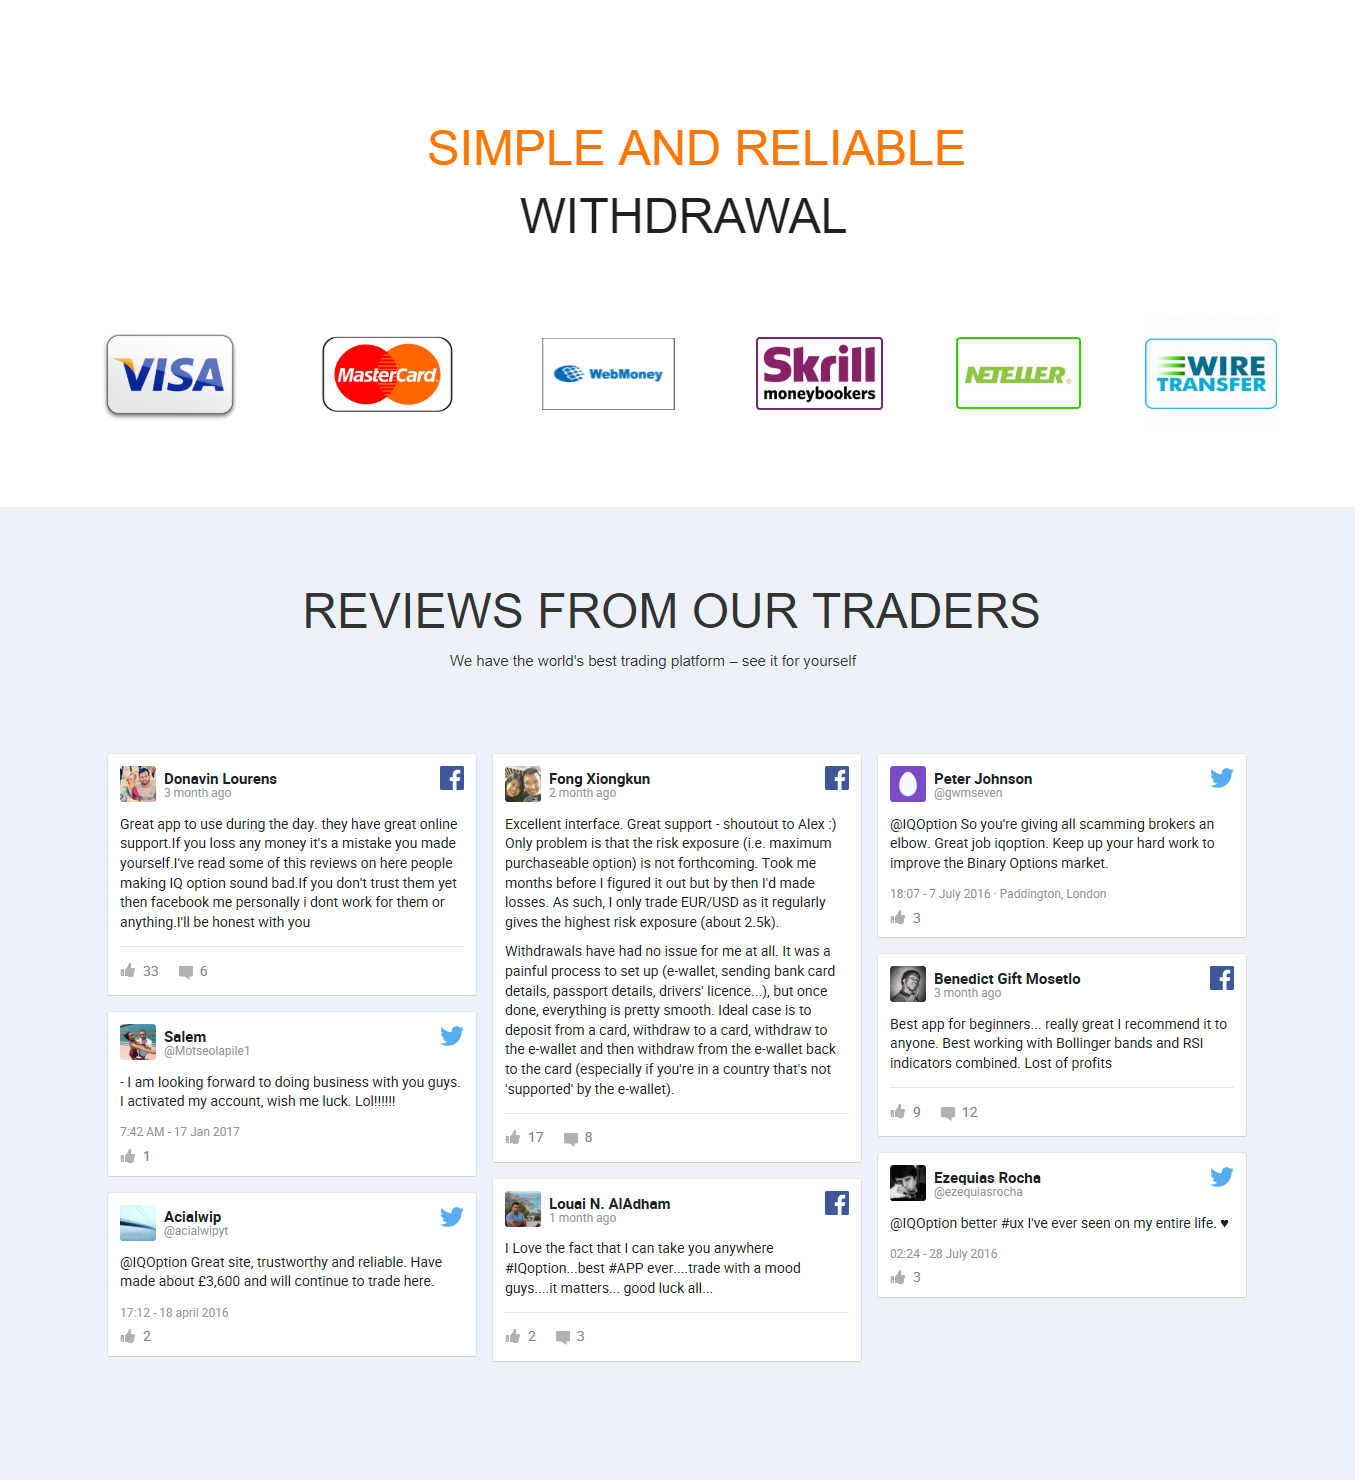 SIMPLE AND RELIABLE
WITHDRAWAL
VISA
MasterCard
WebMoney
Skrill
moneybookers
NETELLER®
WIRE
TRANSFER
REVIEWS FROM OUR TRADERS
We have the world's best trading platform – see it for yourself
Donavin Lourens
3 month ago
Great app to use during the day. they have great online
support.If you loss any money it's a mistake you made
yourself.I've read some of this reviews on here people
making IQ option sound bad.If you don't trust them yet
then facebook me personally i dont work for them or
anything.I'll be honest with you
33 6
Salem
@Motseolapile1
- I am looking forward to doing business with you guys.
I activated my account, wish me luck. Lol!!!!!!
7:42 AM - 17 Jan 2017
1
Acialwip
@acialwipyt
@IQOption Great site, trustworthy and reliable. Have
made about £3,600 and will continue to trade here.
17:12 - 18 april 2016
2
Fong Xiongkun
2 month ago
Excellent interface. Great support - shoutout to Alex :)
Only problem is that the risk exposure (i.e. maximum
purchaseable option) is not forthcoming. Took me
months before I figured it out but by then I'd made
losses. As such, I only trade EUR/USD as it regularly
gives the highest risk exposure (about 2.5k).
Withdrawals have had no issue for me at all. It was a
painful process to set up (e-wallet, sending bank card
details, passport details, drivers' licence...), but once
done, everything is pretty smooth. Ideal case is to
deposit from a card, withdraw to a card, withdraw to
the e-wallet and then withdraw from the e-wallet back
to the card (especially if you're in a country that's not
'supported' by the e-wallet).
17 8
Louai N. AlAdham
1 month ago
I Love the fact that I can take you anywhere
#IQoption...best #APP ever....trade with a mood
guys....it matters... good luck all...
2 3
Peter Johnson
@gwmseven
@IQOption So you're giving all scamming brokers an
elbow. Great job iqoption. Keep up your hard work to
improve the Binary Options market.
18:07 - 7 July 2016 · Paddington, London
3
Benedict Gift Mosetlo
3 month ago
Best app for beginners... really great I recommend it to
anyone. Best working with Bollinger bands and RSI
indicators combined. Lost of profits
9 12
Ezequias Rocha
@ezequiasrocha
@IQOption better #ux I've ever seen on my entire life. ♥
02:24 - 28 July 2016
3